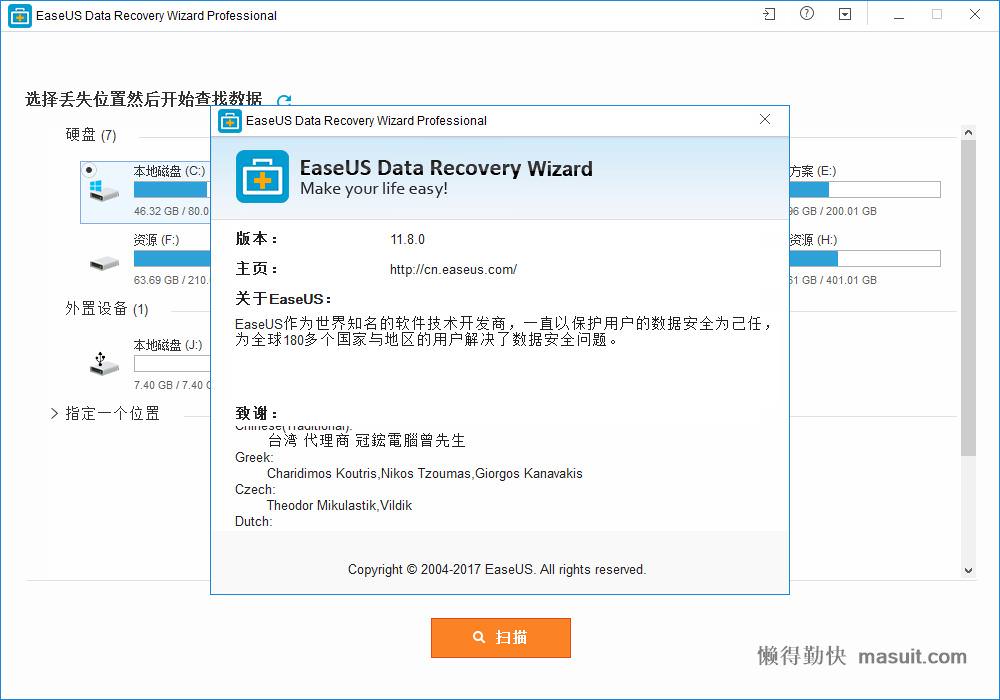 EaseUS Data Recovery Wizard Professional
选择丢失位置然后开始查找数据
硬盘 (7)
本地磁盘 (C:)
46.32 GB / 80.0
方案 (E:)
96 GB / 200.01 GB
资源 (F:)
63.69 GB / 210.
资源 (H:)
61 GB / 401.01 GB
外置设备 (1)
本地磁盘 (J:)
7.40 GB / 7.40 G
指定一个位置
EaseUS Data Recovery Wizard Professional
EaseUS Data Recovery Wizard
Make your life easy!
版本： 11.8.0
主页： http://cn.easeus.com/
关于EaseUS：
EaseUS作为世界知名的软件技术开发商，一直以保护用户的数据安全为己任，
为全球180多个国家与地区的用户解决了数据安全问题。
致谢：
Chinese(Traditional):
台湾 代理商 冠鋐電腦曾先生
Greek:
Charidimos Koutris,Nikos Tzoumas,Giorgos Kanavakis
Czech:
Theodor Mikulastik,Vildik
Dutch:
Copyright © 2004-2017 EaseUS. All rights reserved.
扫描
懒得勤快 masuit.com